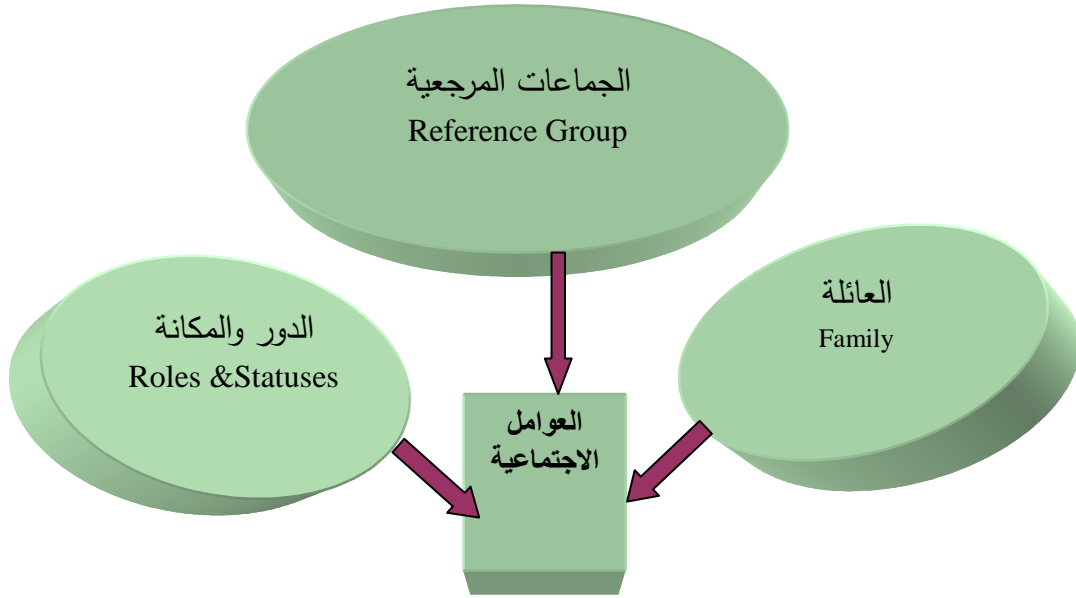 الجماعات المرجعية
Reference Group
العائلة
Family
الدور والمكانة
Roles &Statuses
العوامل
الاجتماعية